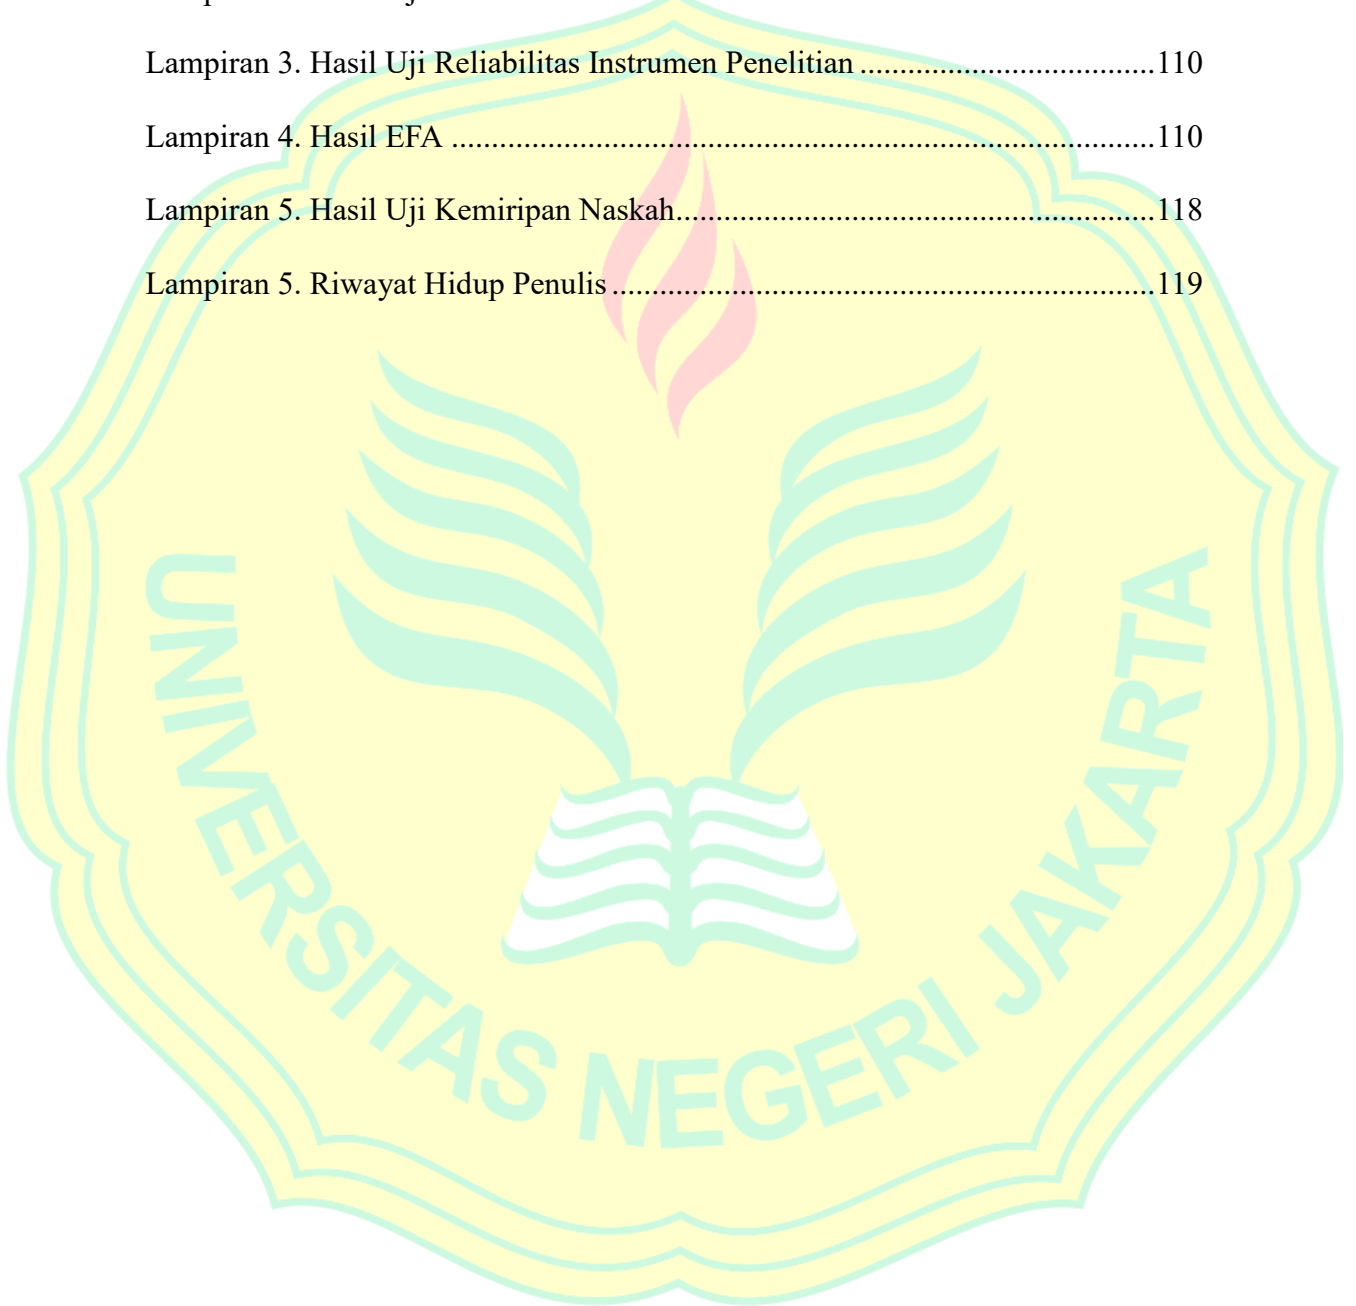 Lampiran 3. Hasil Uji Reliabilitas Instrumen Penelitian .....................................110
Lampiran 4. Hasil EFA ........................................................................................110
Lampiran 5. Hasil Uji Kemiripan Naskah............................................................118
Lampiran 5. Riwayat Hidup Penulis ....................................................................119
UNIVERSITAS NEGERI JAKARTA